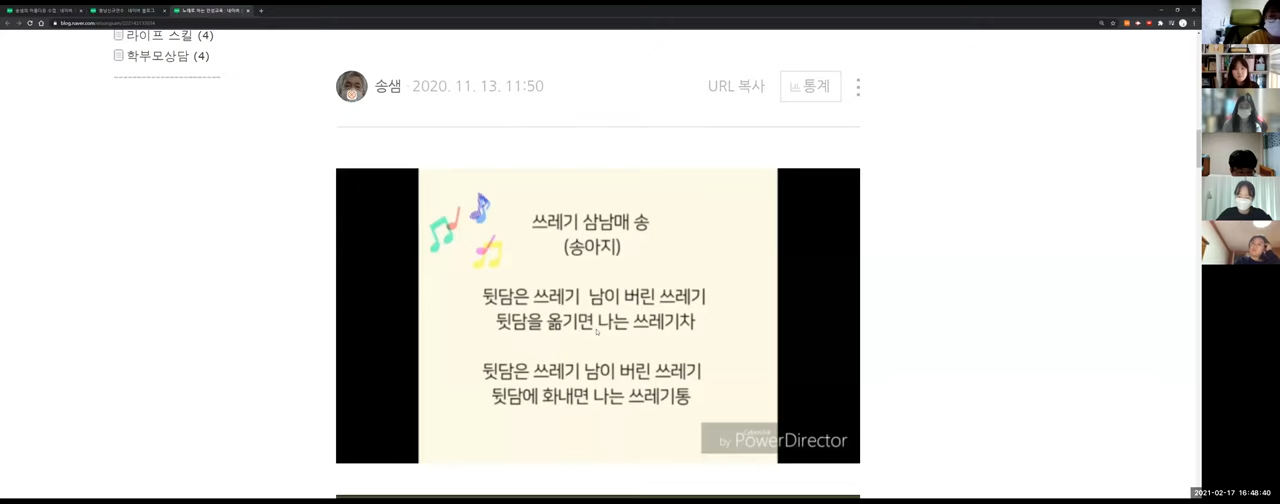 blog.naver.com
라이프 스킬 (4)
학부모상담 (4)
송샘 · 2020. 11. 13. 11:50
URL 복사
통계
쓰레기 삼남매 송
(송아지)
뒷담은 쓰레기 남이 버린 쓰레기
뒷담을 옮기면 나는 쓰레기차
뒷담은 쓰레기 남이 버린 쓰레기
뒷담에 화내면 나는 쓰레기통
by PowerDirector
2021-02-17 16:48:40